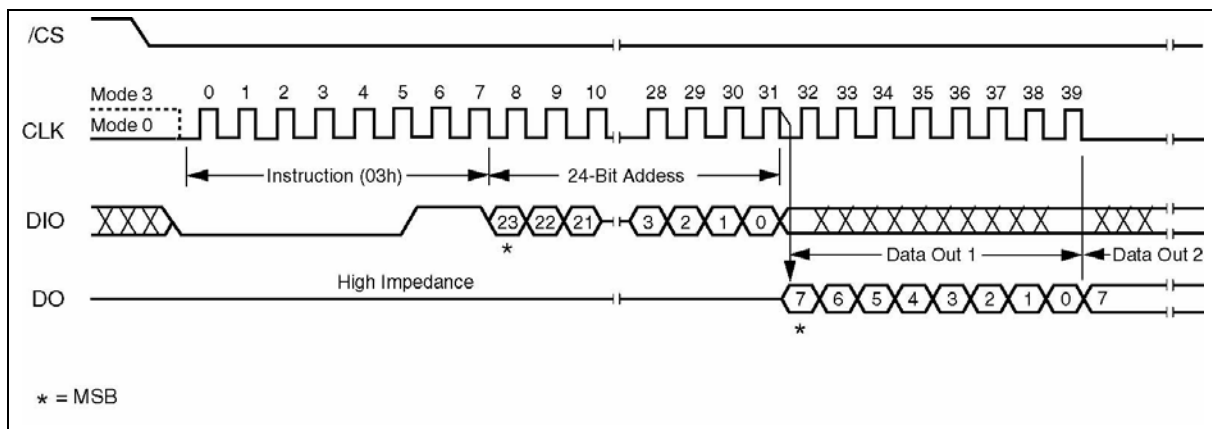 /CS
Mode 3
Mode 0
CLK
0 1 2 3 4 5 6 7 8 9 10 28 29 30 31 32 33 34 35 36 37 38 39
Instruction (03h)
24-Bit Addess
DIO
23 22 21 3 2 1 0
*
Data Out 1
Data Out 2
High Impedance
DO
7 6 5 4 3 2 1 0 7
*
* = MSB